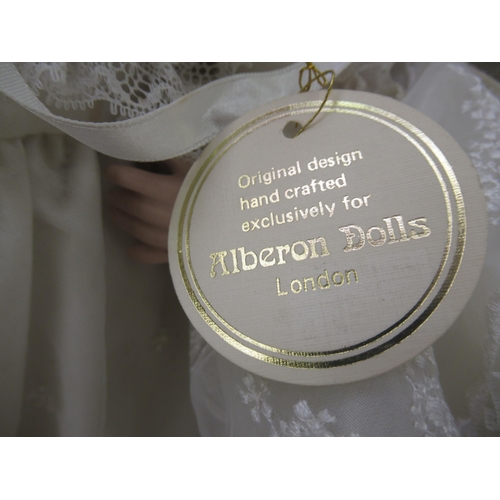 Original design
hand crafted
exclusively for
Alberon Dolls
London